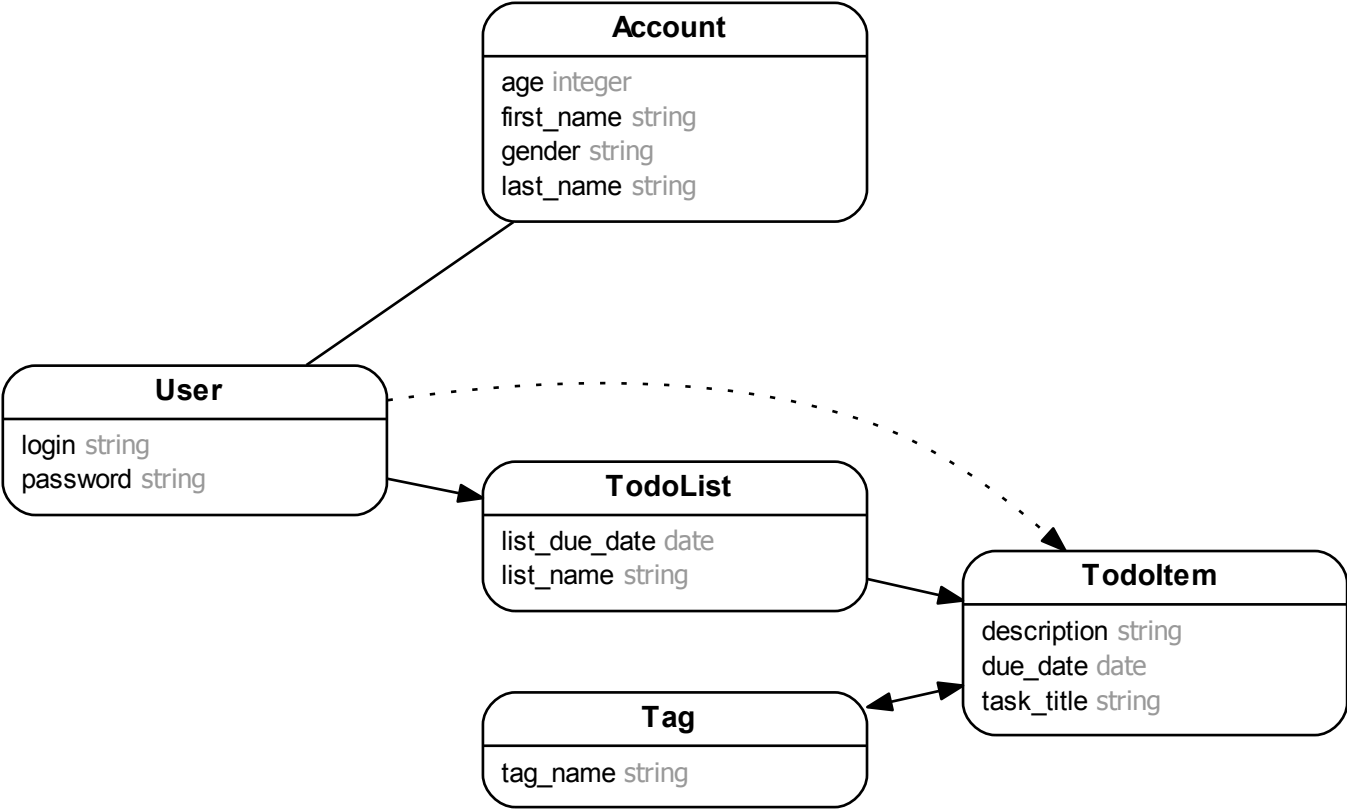 Account
age integer
first_name string
gender string
last_name string
User
login string
password string
TodoList
list_due_date date
list_name string
TodoItem
description string
due_date date
task_title string
Tag
tag_name string